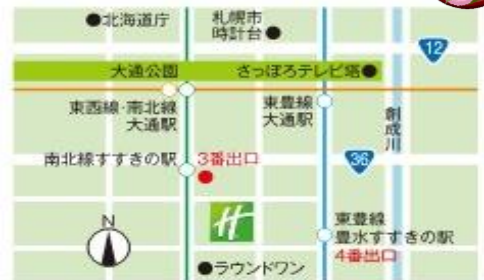 ●北海道庁
札幌市
時計台●
12
大通公園
さっぽろテレビ塔●
東西線・南北線
大通駅
東豊線
大通駅
創成川
南北線すすきの駅
3番出口
36
N
H
東豊線
豊水すすきの駅
4番出口
●ラウンドワン